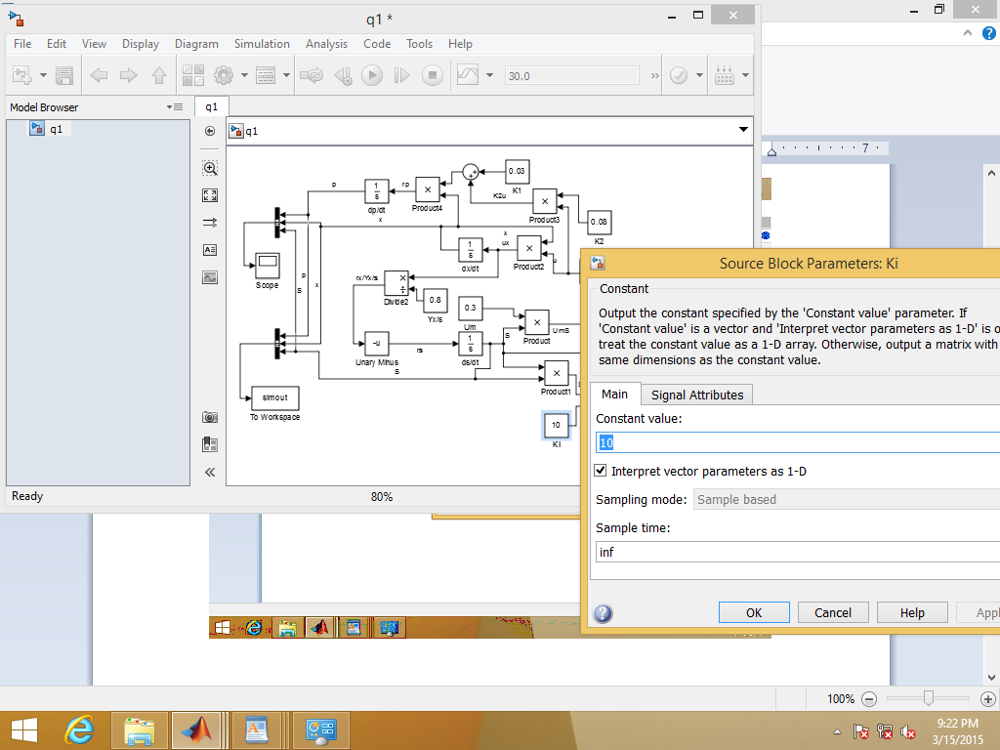 q1 *
File Edit View Display Diagram Simulation Analysis Code Tools Help
30.0
»
Model Browser
q1
q1
q1
7
p
1
s
dp/dt
x
rp
×
Product4
+
+
0.03
K1
K2u
×
Product3
0.08
K2
x
ux
1
s
dx/dt
×
Product2
u
Scope
p
S
x
rx/Yx/s
×
÷
Divide2
0.8
Yx/s
0.3
Um
×
Product
UmS
-u
Unary Minus
S
rs
1
s
ds/dt
S
×
Product1
simout
To Workspace
10
KI
Ready
80%
Source Block Parameters: Ki
Constant
Output the constant specified by the 'Constant value' parameter. If
'Constant value' is a vector and 'Interpret vector parameters as 1-D' is o
treat the constant value as a 1-D array. Otherwise, output a matrix with
same dimensions as the constant value.
Main Signal Attributes
Constant value:
10
Interpret vector parameters as 1-D
Sampling mode: Sample based
Sample time:
inf
OK Cancel Help Appl
100%
9:22 PM
3/15/2015